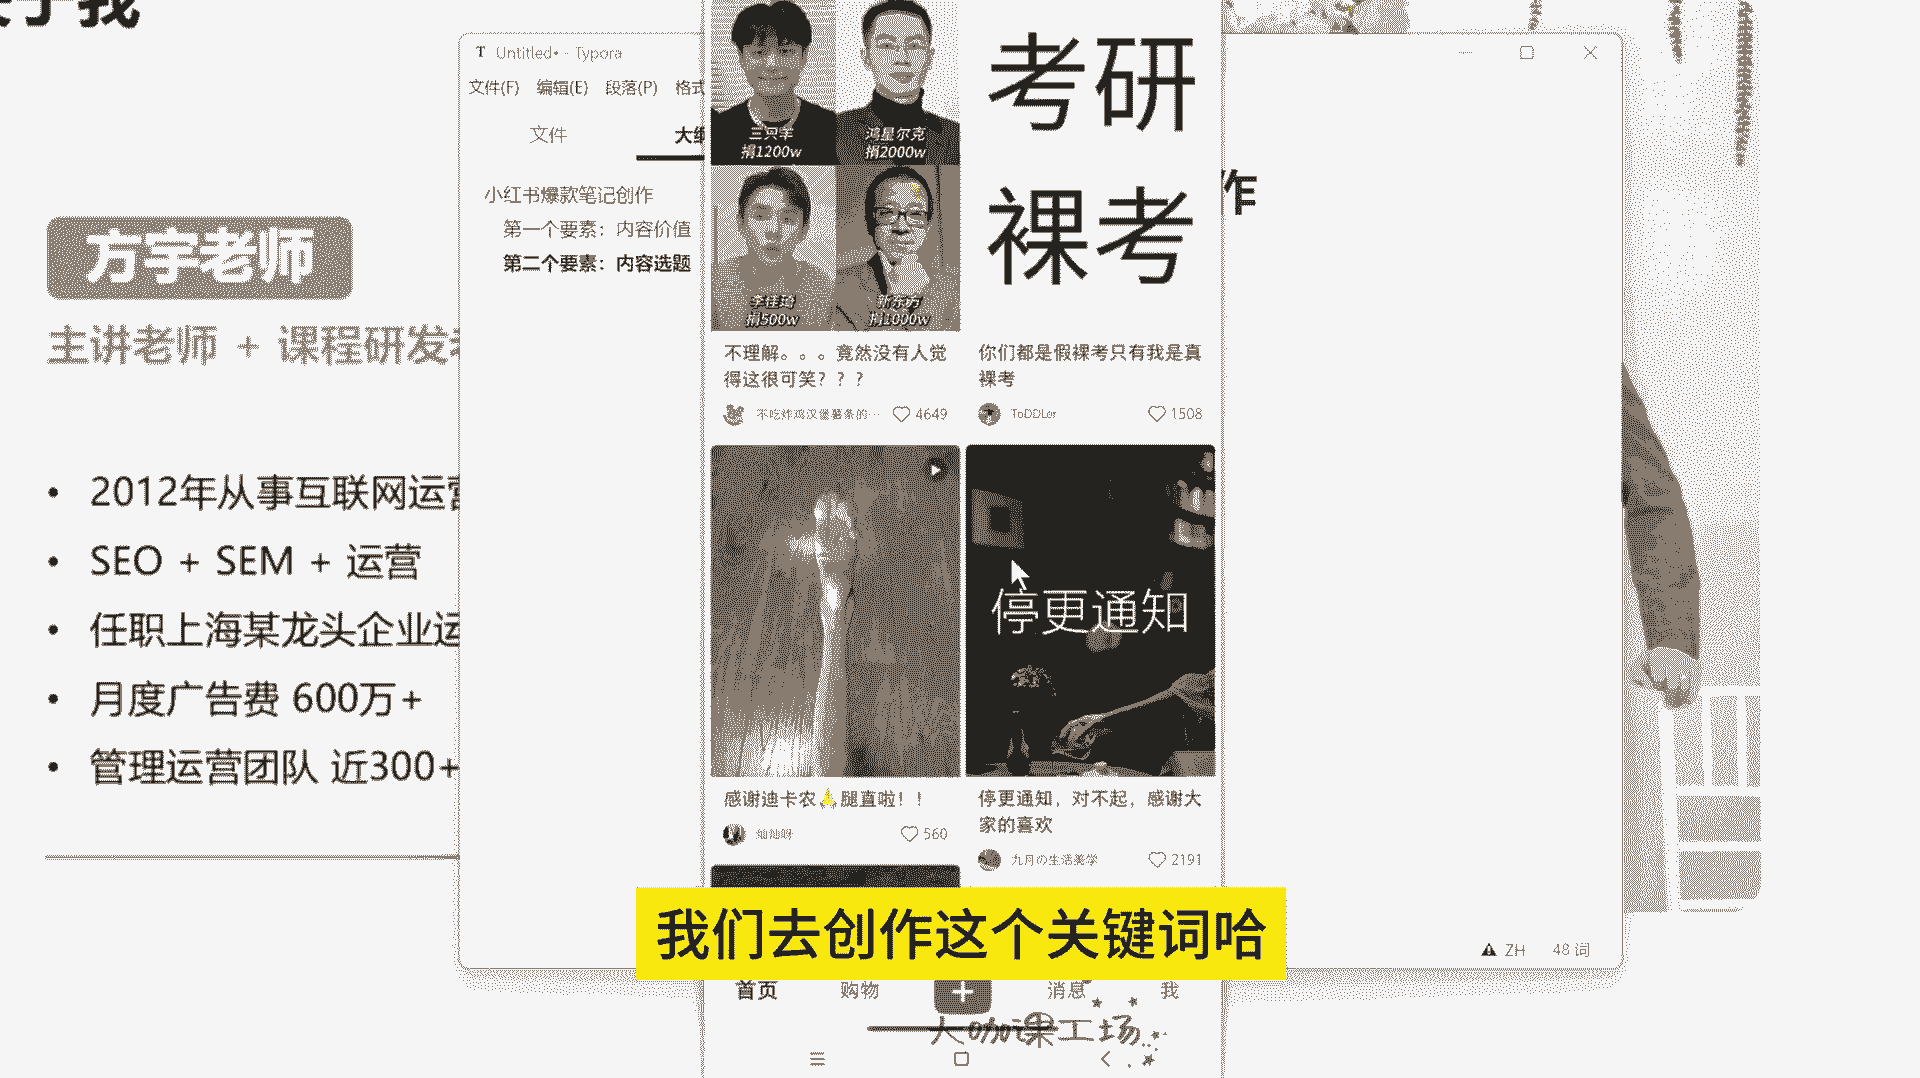 于我
方宇老师
主讲老师 + 课程研发
• 2012年从事互联网运营
• SEO + SEM + 运营
• 任职上海某龙头企业运
• 月度广告费 600万+
• 管理运营团队 近300+
Untitled• - Typora
文件(F) 编辑(E) 段落(P) 格式
文件 大纲
小红书爆款笔记创作
第一个要素：内容价值
第二个要素：内容选题
作
三只羊
捐1200w
鸿星尔克
捐2000w
李佳琦
捐500w
新东方
捐1000w
不理解。。。竟然没有人觉
得这很可笑？？？
不吃炸鸡汉堡薯条的… 4649
考研
裸考
你们都是假裸考只有我是真
裸考
ToDDLer 1508
感谢迪卡农🙏腿直啦！！
灿灿呀 560
停更通知
停更通知，对不起，感谢大
家的喜欢
九月の生活美学 2191
我们去创作这个关键词哈
首页 购物 + 消息 我
大咖课工场
ZH 48 词